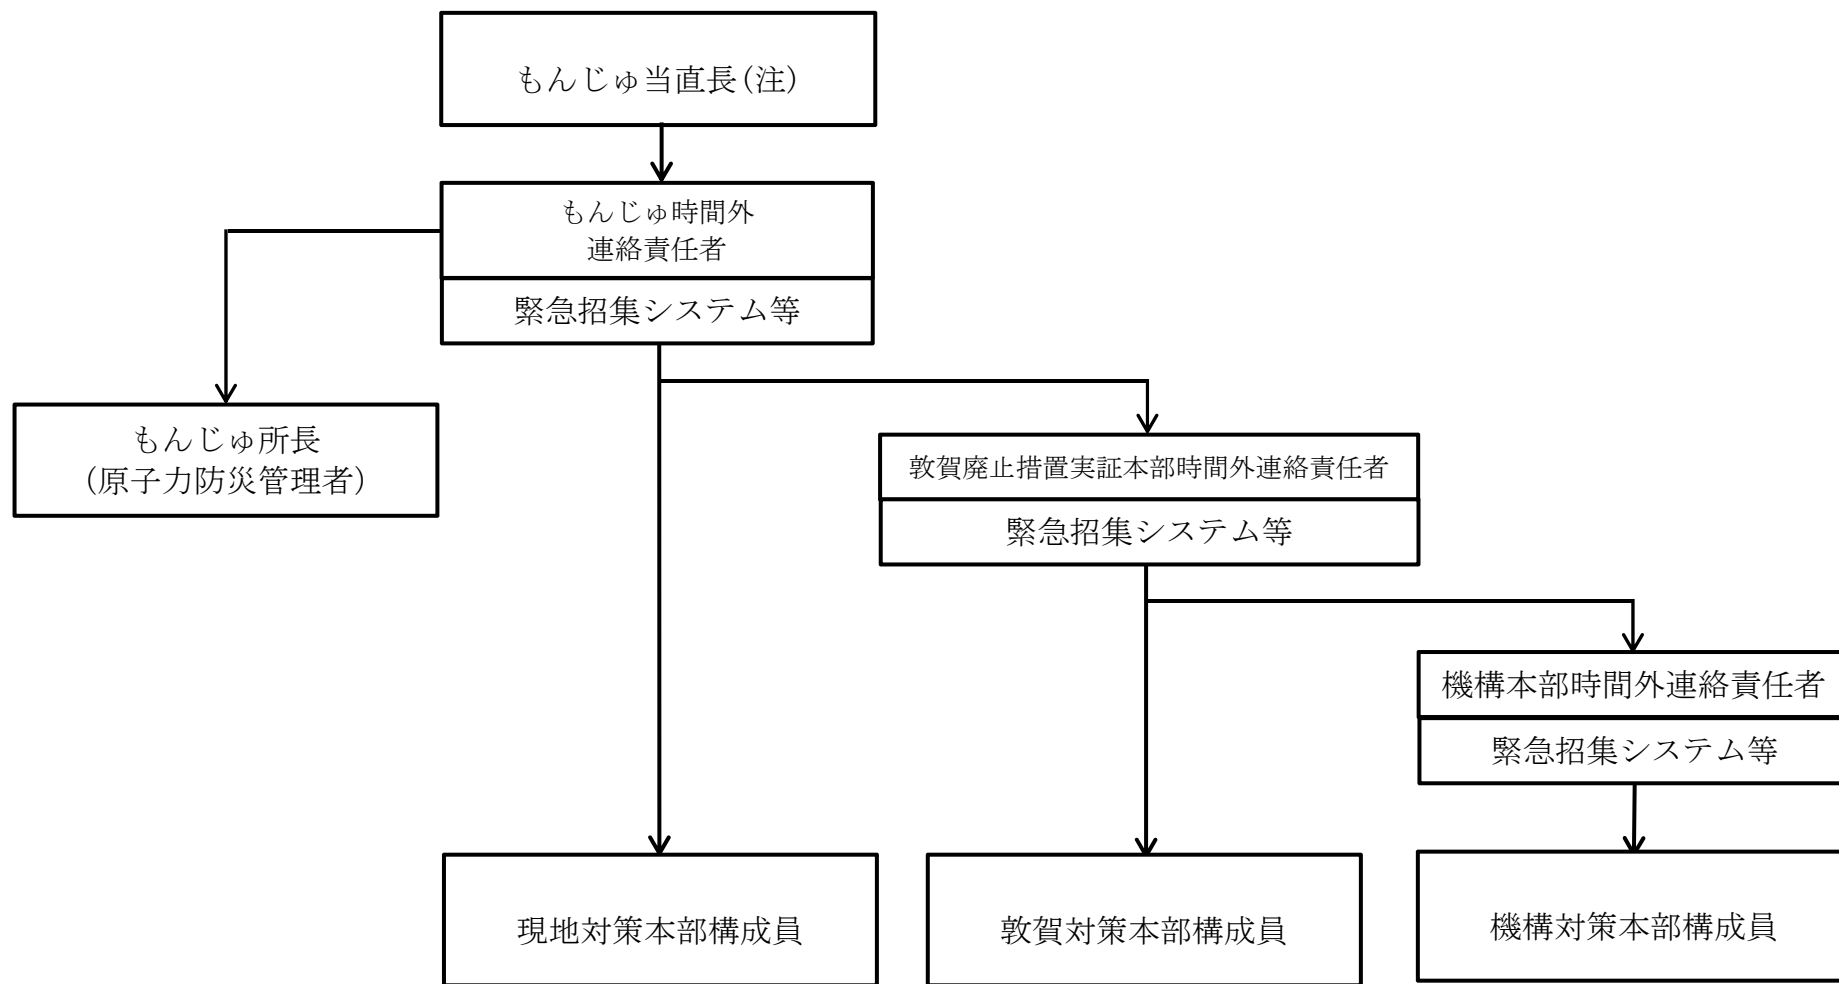 もんじゅ当直長(注)
もんじゅ時間外
連絡責任者
緊急招集システム等
もんじゅ所長
(原子力防災管理者)
敦賀廃止措置実証本部時間外連絡責任者
緊急招集システム等
機構本部時間外連絡責任者
緊急招集システム等
現地対策本部構成員
敦賀対策本部構成員
機構対策本部構成員